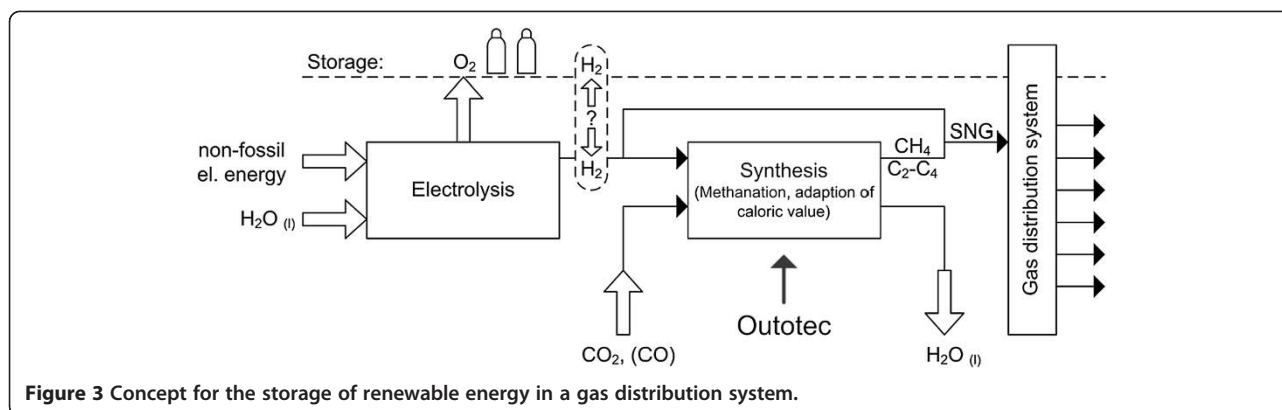 Storage:
O₂
H₂
?
H₂
non-fossil
el. energy
H₂O (l)
Electrolysis
Synthesis
(Methanation, adaption of
caloric value)
CH₄
C₂-C₄
SNG
Gas distribution system
Outotec
CO₂, (CO)
H₂O (l)
Figure 3 Concept for the storage of renewable energy in a gas distribution system.